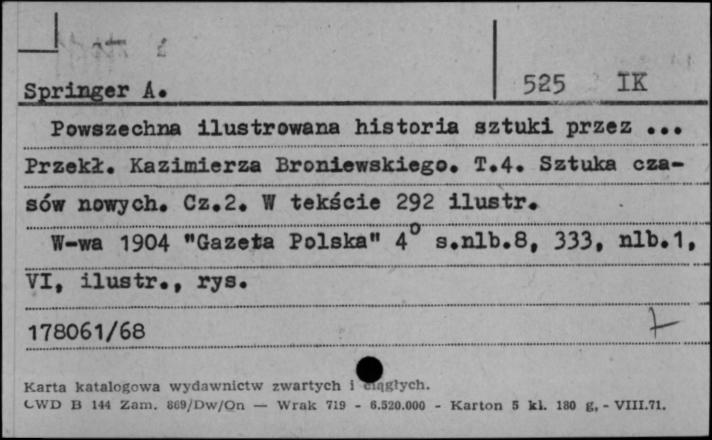 Springer A. 525 IK
Powszechna ilustrowana historia sztuki przez ...
Przekł. Kazimierza Broniewskiego. T.4. Sztuka cza-
sów nowych. Cz.2. W tekście 292 ilustr.
W-wa 1904 "Gazeta Polska" 4° s.nlb.8, 333, nlb.1,
VI, ilustr., rys.
178061/68
Karta katalogowa wydawnictw zwartych i ciągłych.
CWD B 144 Zam. 869/Dw/On — Wrak 719 - 6.520.000 - Karton 5 kl. 180 g, - VIII.71.